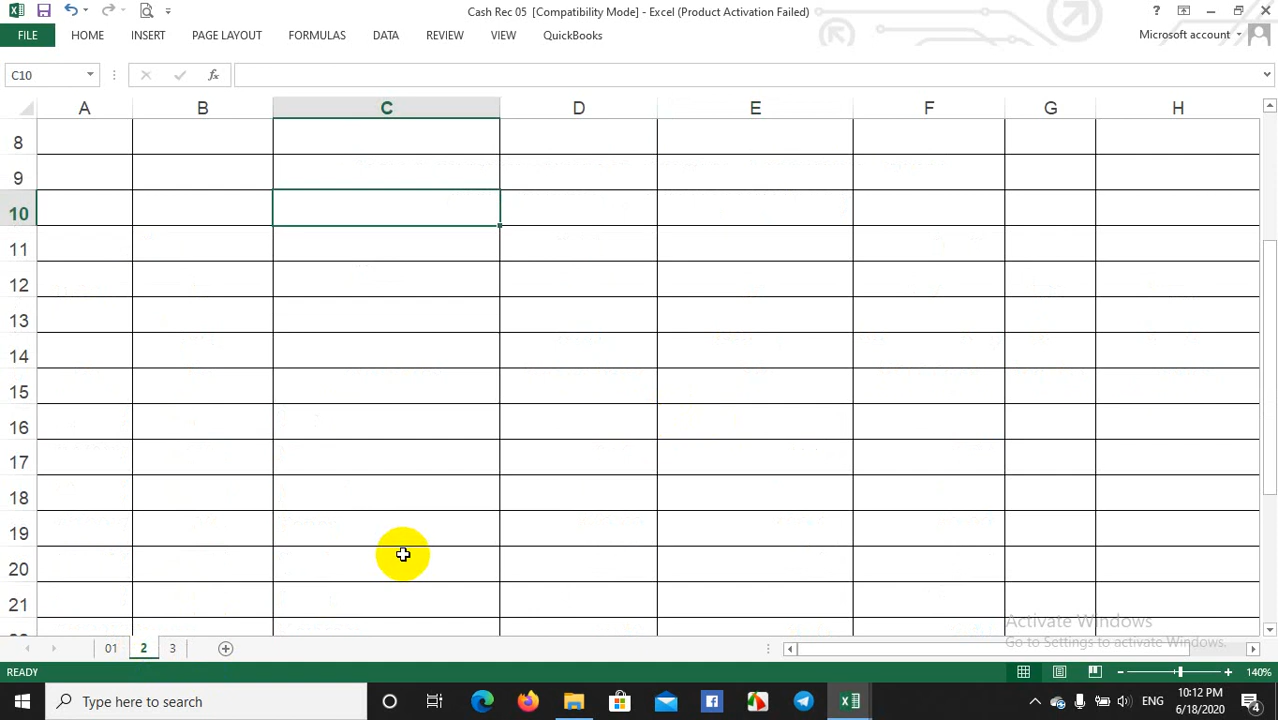 Cash Rec 05 [Compatibility Mode] - Excel (Product Activation Failed)
?
FILE HOME INSERT PAGE LAYOUT FORMULAS DATA REVIEW VIEW QuickBooks Microsoft account
C10 fx
A B C D E F G H
8
9
10
11
12
13
14
15
16
17
18
19
20
21
Activate Windows
Go to Settings to activate Windows.
01 2 3
READY 140%
Type here to search
ENG
10:12 PM
6/18/2020
4